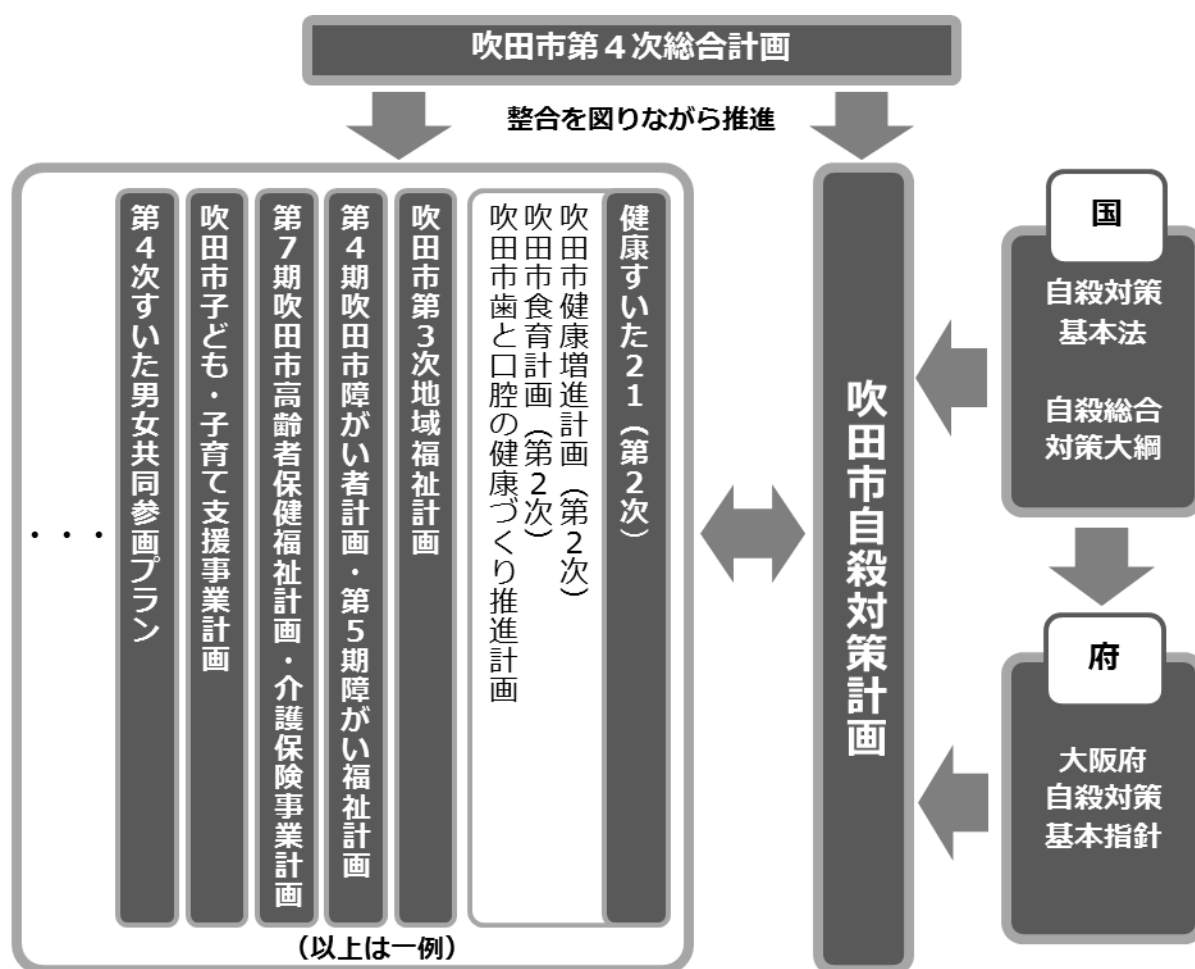 吹田市第４次総合計画
整合を図りながら推進
健康すいた２１（第２次）
吹田市健康増進計画（第２次）
吹田市食育計画（第２次）
吹田市歯と口腔の健康づくり推進計画
吹田市第３次地域福祉計画
第４期吹田市障がい者計画・第５期障がい福祉計画
第７期吹田市高齢者保健福祉計画・介護保険事業計画
吹田市子ども・子育て支援事業計画
第４次すいた男女共同参画プラン
・・・
（以上は一例）
吹田市自殺対策計画
国
自殺対策
基本法
自殺総合
対策大綱
府
大阪府
自殺対策
基本指針